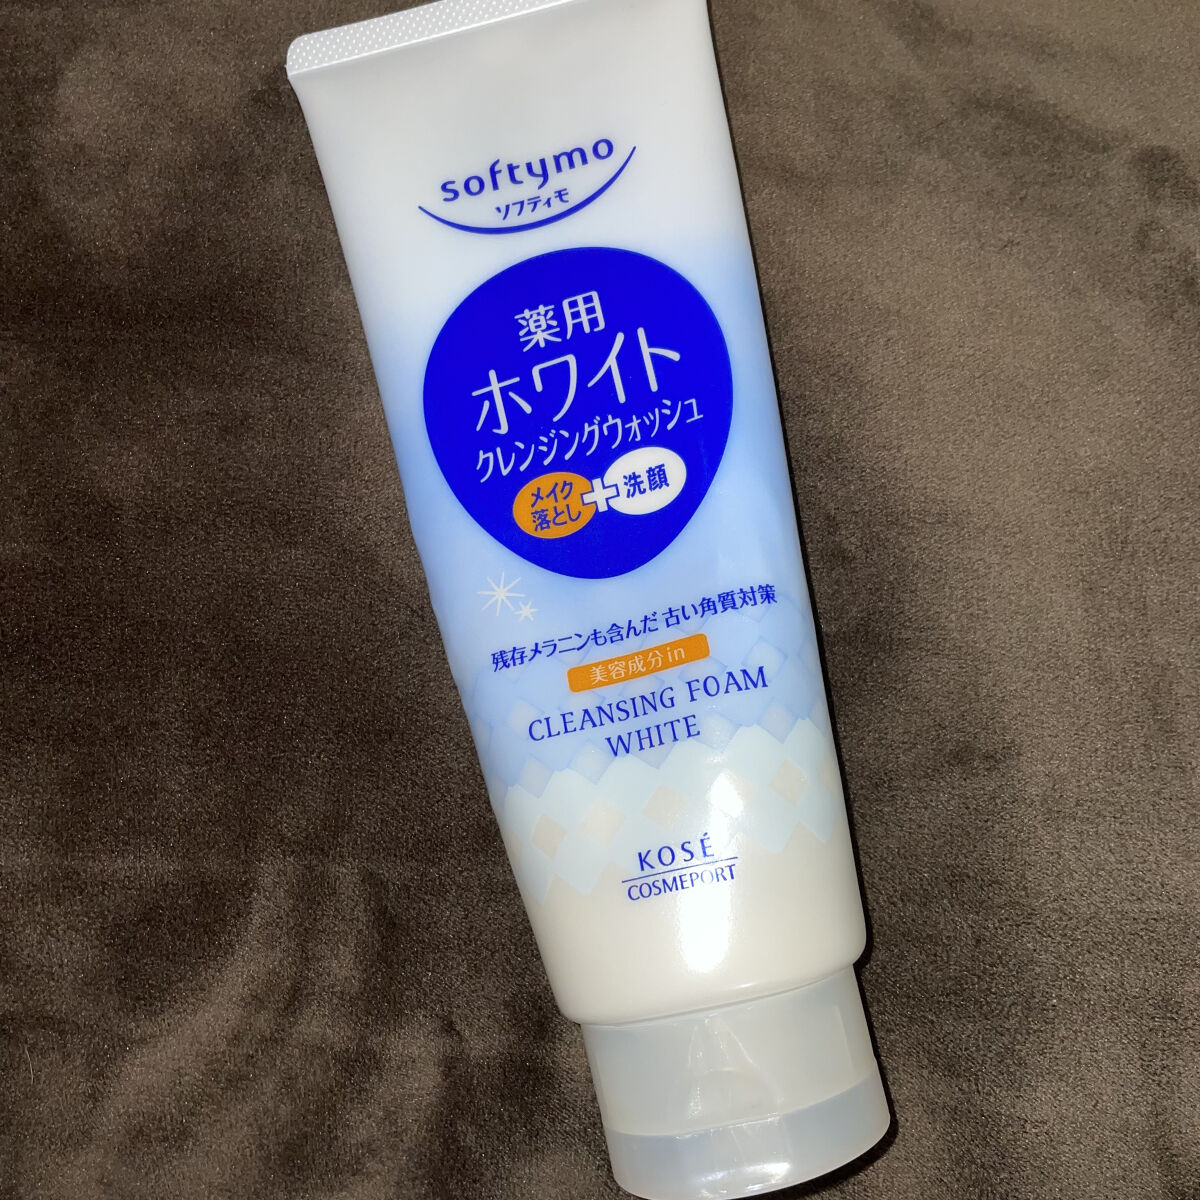 softymo
ソフティモ
薬用
ホワイト
クレンジングウォッシュ
メイク
落とし
+
洗顔
残存メラニンも含んだ 古い角質対策
美容成分in
CLEANSING FOAM
WHITE
KOSÉ
COSMEPORT